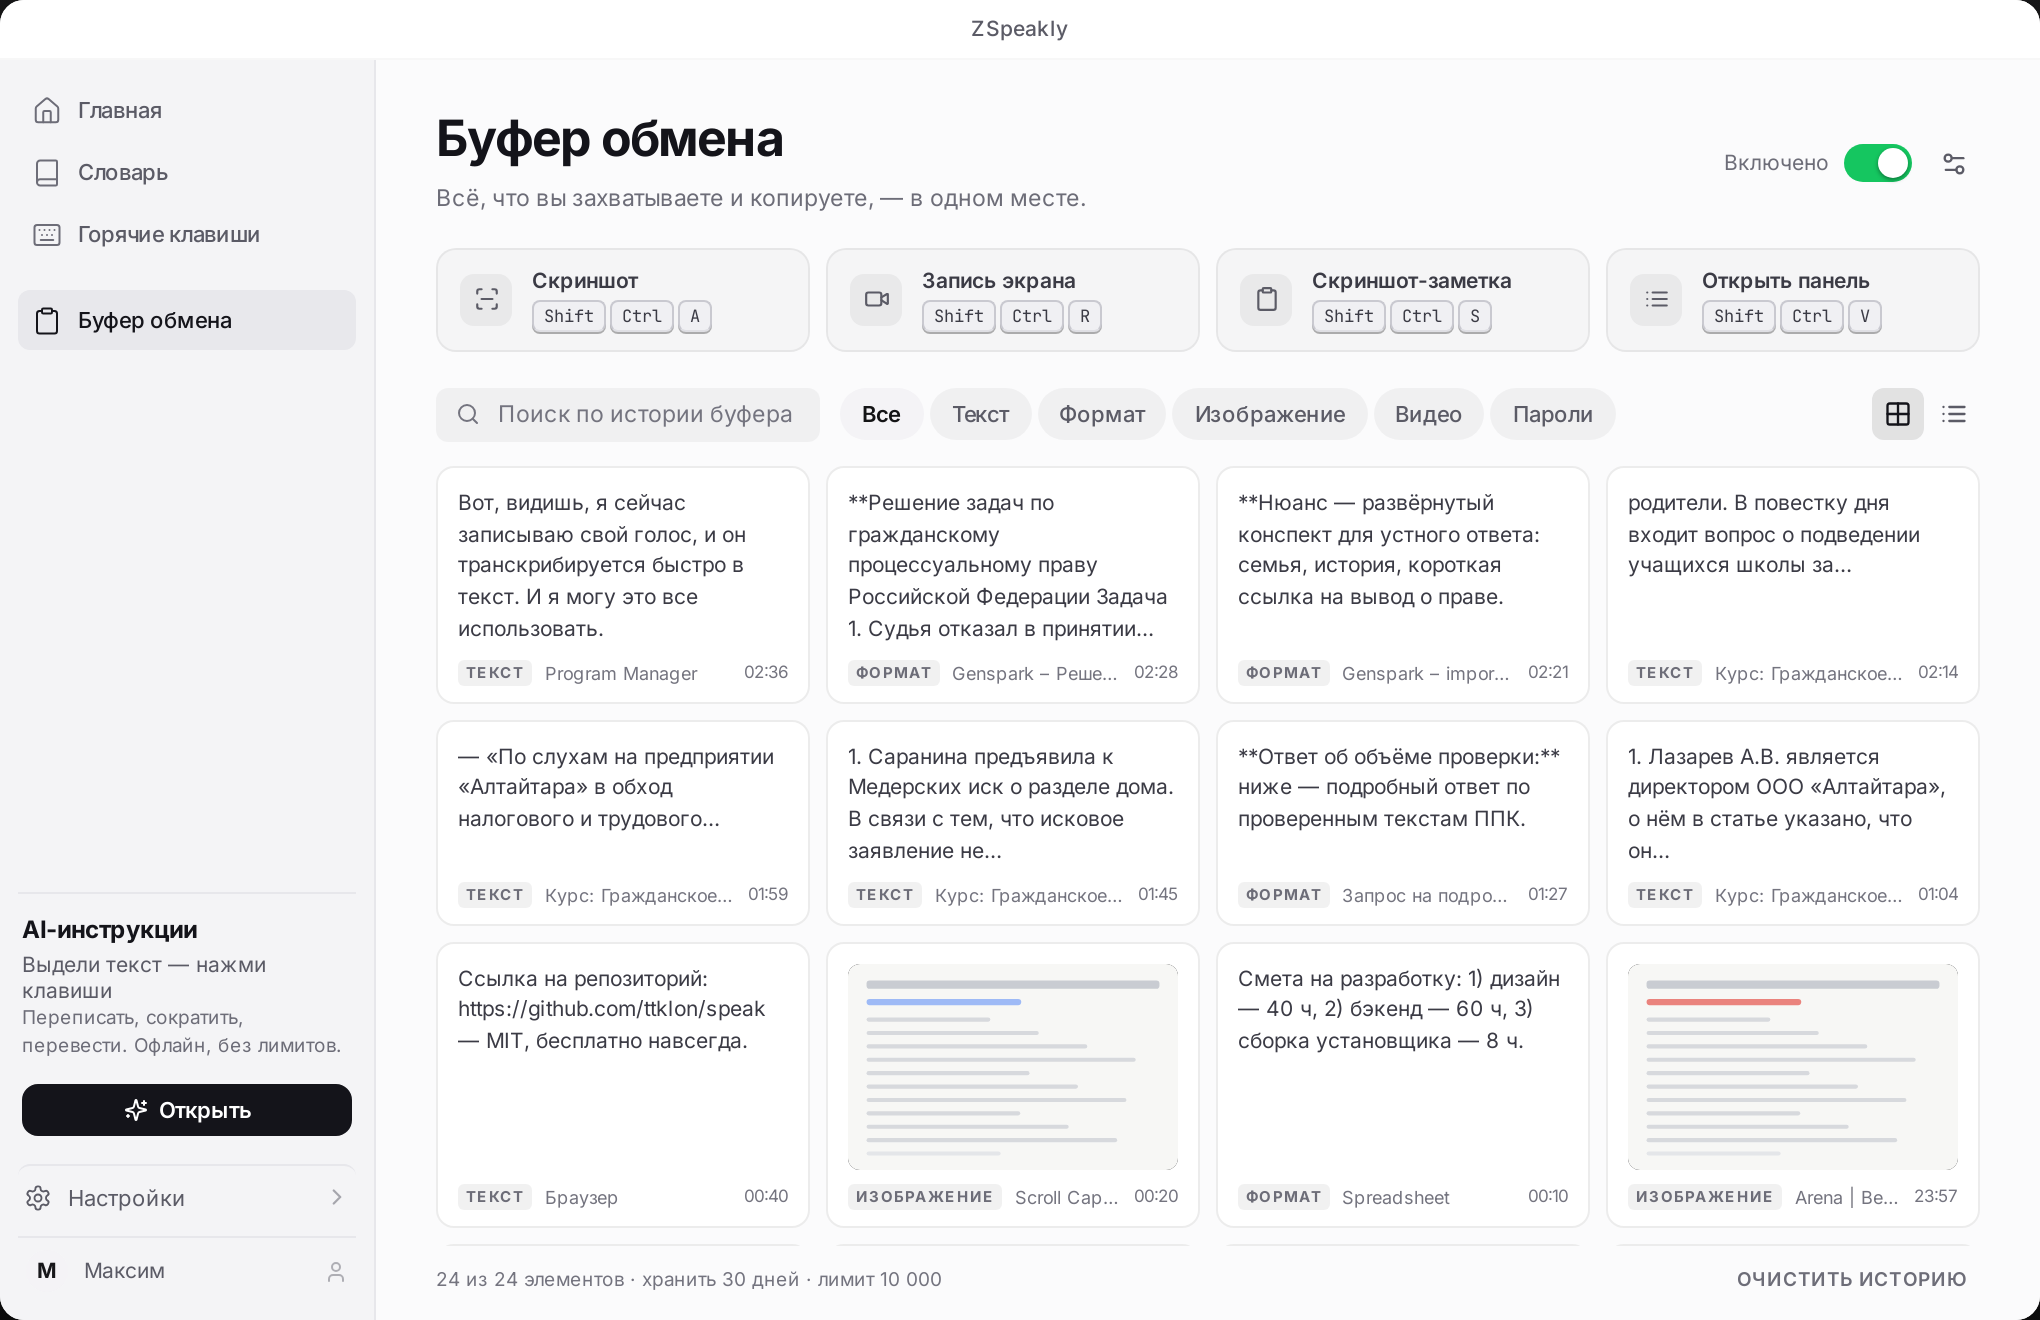 ZSpeakly
Главная
Словарь
Горячие клавиши
Буфер обмена
AI-инструкции
Выдели текст — нажми
клавиши
Переписать, сократить,
перевести. Офлайн, без лимитов.
Открыть
Настройки
M Максим
Буфер обмена
Всё, что вы захватываете и копируете, — в одном месте.
Включено
Скриншот
Shift Ctrl A
Запись экрана
Shift Ctrl R
Скриншот-заметка
Shift Ctrl S
Открыть панель
Shift Ctrl V
Поиск по истории буфера
Все Текст Формат Изображение Видео Пароли
Вот, видишь, я сейчас
записываю свой голос, и он
транскрибируется быстро в
текст. И я могу это все
использовать.
ТЕКСТ Program Manager 02:36
**Решение задач по
гражданскому
процессуальному праву
Российской Федерации Задача
1. Судья отказал в принятии...
ФОРМАТ Genspark – Реше... 02:28
**Нюанс — развёрнутый
конспект для устного ответа:
семья, история, короткая
ссылка на вывод о праве.
ФОРМАТ Genspark – impor... 02:21
родители. В повестку дня
входит вопрос о подведении
учащихся школы за...
ТЕКСТ Курс: Гражданское... 02:14
— «По слухам на предприятии
«Алтайтара» в обход
налогового и трудового...
ТЕКСТ Курс: Гражданское... 01:59
1. Саранина предъявила к
Медерских иск о разделе дома.
В связи с тем, что исковое
заявление не...
ТЕКСТ Курс: Гражданское... 01:45
**Ответ об объёме проверки:**
ниже — подробный ответ по
проверенным текстам ППК.
ФОРМАТ Запрос на подро... 01:27
1. Лазарев А.В. является
директором ООО «Алтайтара»,
о нём в статье указано, что
он...
ТЕКСТ Курс: Гражданское... 01:04
Ссылка на репозиторий:
https://github.com/ttklon/speak
— MIT, бесплатно навсегда.
ТЕКСТ Браузер 00:40
ИЗОБРАЖЕНИЕ Scroll Cap... 00:20
Смета на разработку: 1) дизайн
— 40 ч, 2) бэкенд — 60 ч, 3)
сборка установщика — 8 ч.
ФОРМАТ Spreadsheet 00:10
ИЗОБРАЖЕНИЕ Arena | Be... 23:57
24 из 24 элементов · хранить 30 дней · лимит 10 000
ОЧИСТИТЬ ИСТОРИЮ